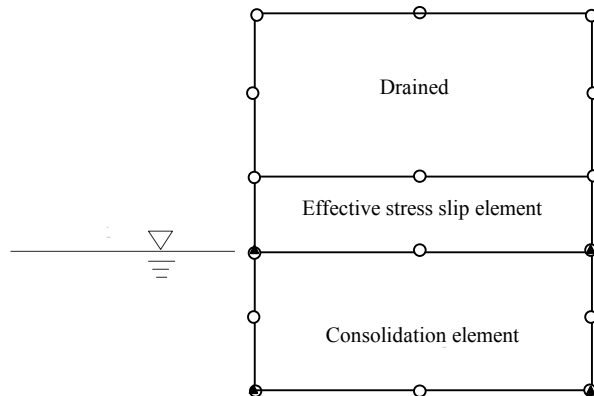 Drained
Effective stress slip element
Consolidation element